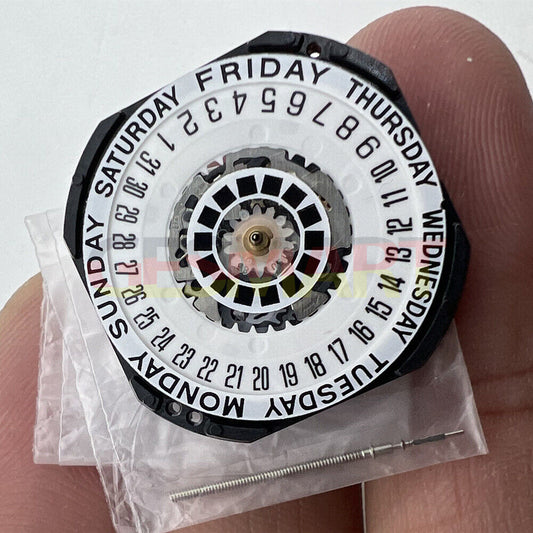 FRIDAY THURSDAY WEDNESDAY TUESDAY MONDAY SUNDAY SATURDAY
1 2 3 4 5 6 7 8 9 10 11 12 13 14 15 16 17 18 19 20 21 22 23 24 25 26 27 28 29 30 31